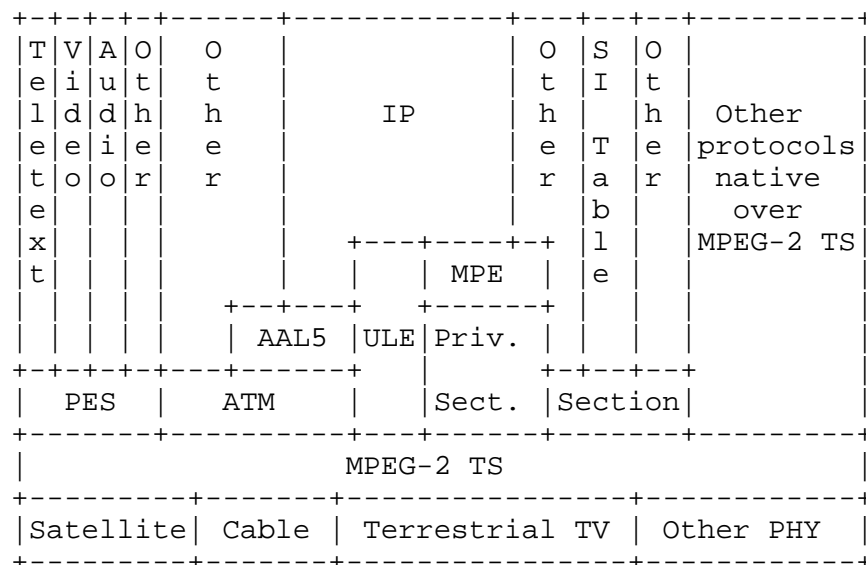 Teletext
Video
Audio
Other
Other
IP
Other
SI Table
Other
Other
protocols
native
over
MPEG-2 TS
MPE
AAL5
ULE
Priv.
Sect.
PES
ATM
Section
MPEG-2 TS
Satellite
Cable
Terrestrial TV
Other PHY